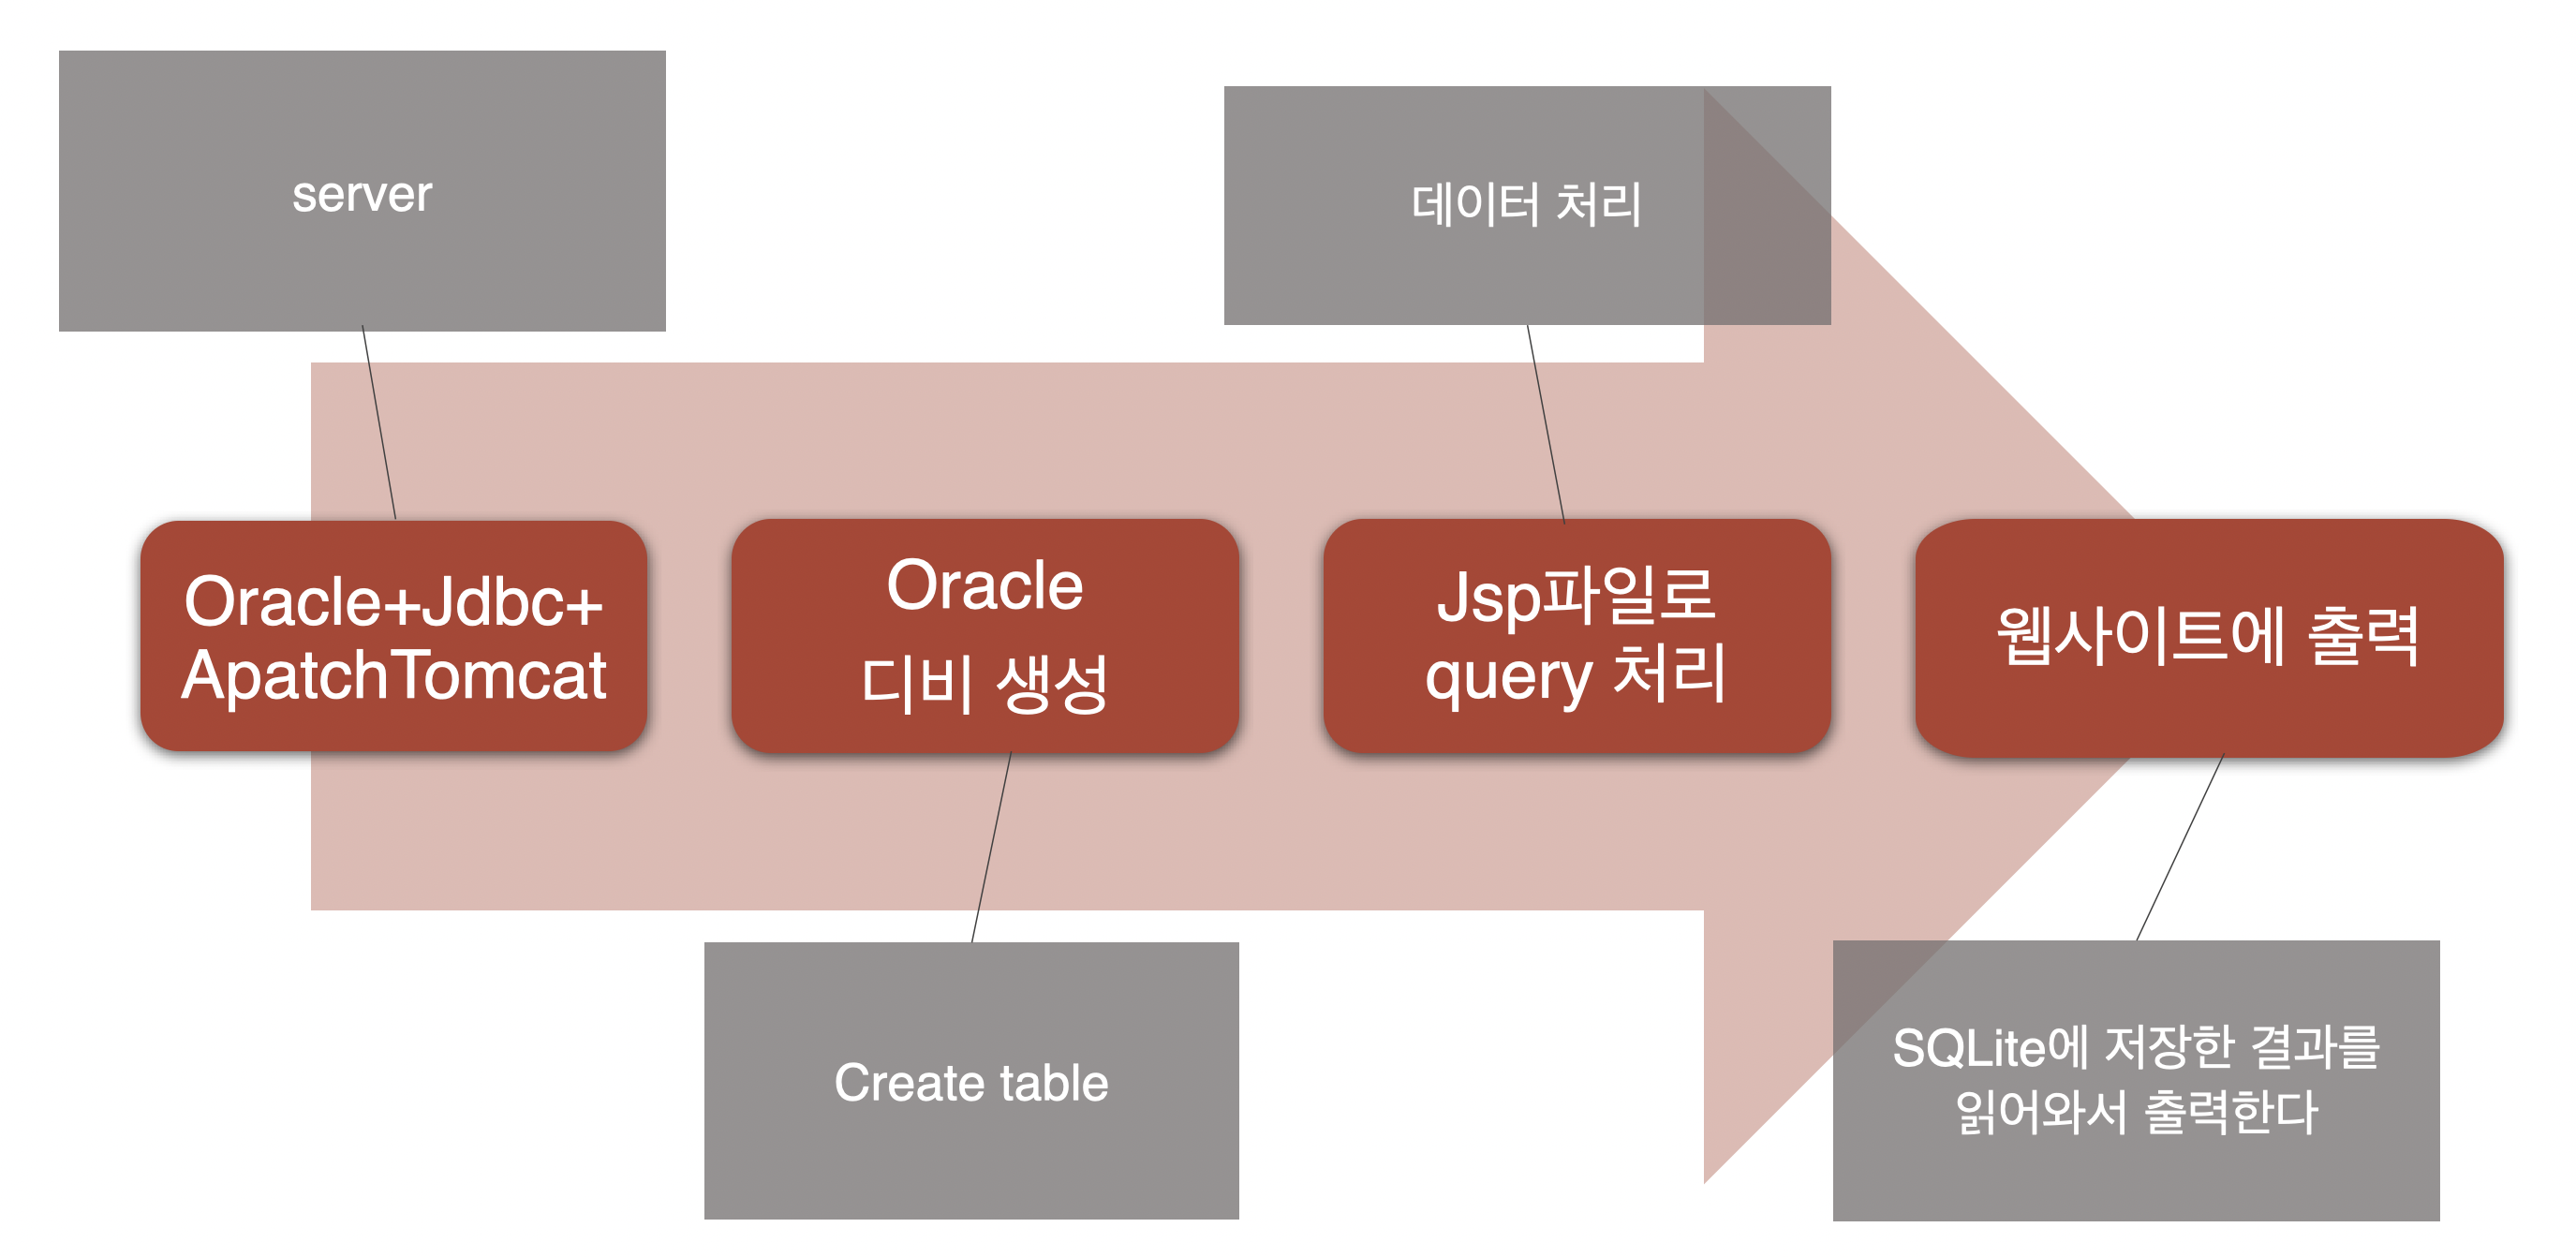 server
데이터 처리
Oracle+Jdbc+
ApatchTomcat
Oracle
디비 생성
Jsp파일로
query 처리
웹사이트에 출력
Create table
SQLite에 저장한 결과를
읽어와서 출력한다